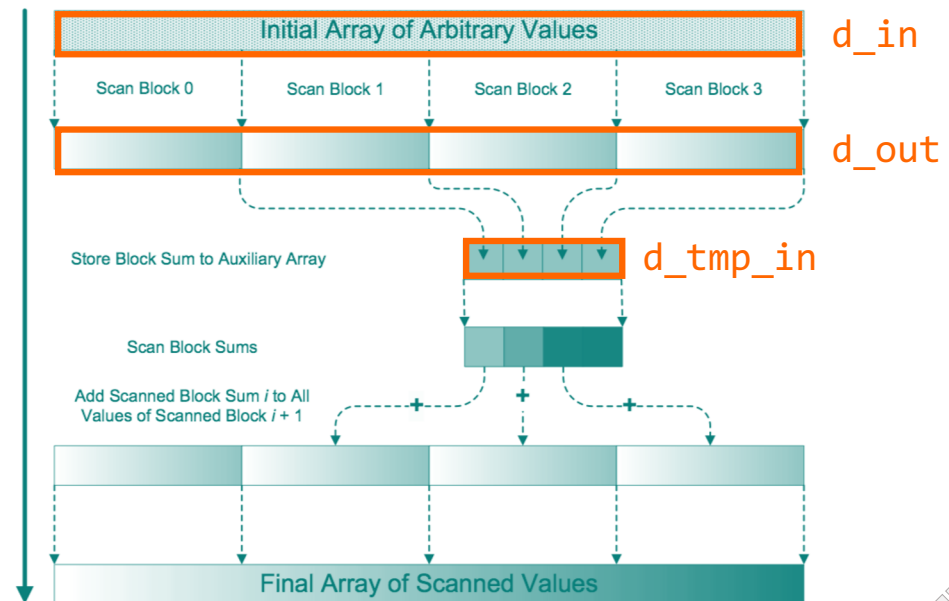 Initial Array of Arbitrary Values
d_in
Scan Block 0
Scan Block 1
Scan Block 2
Scan Block 3
d_out
Store Block Sum to Auxiliary Array
d_tmp_in
Scan Block Sums
Add Scanned Block Sum i to All
Values of Scanned Block i + 1
+
+
+
Final Array of Scanned Values